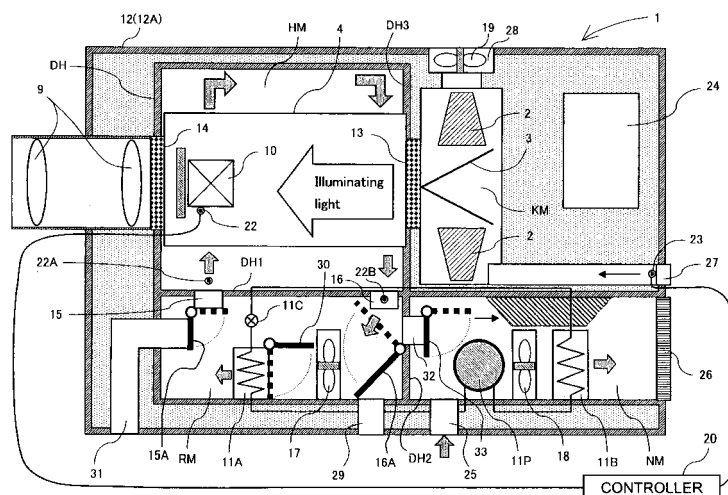 12(12A)
DH
HM
4
DH3
19
28
1
24
9
14
10
13
2
3
KM
2
Illuminating
light
22
23
27
22A
DH1
30
22B
16
15
11C
32
26
31
15A
RM
11A
17
29
16A
DH2
25
33
11P
18
11B
NM
20
CONTROLLER